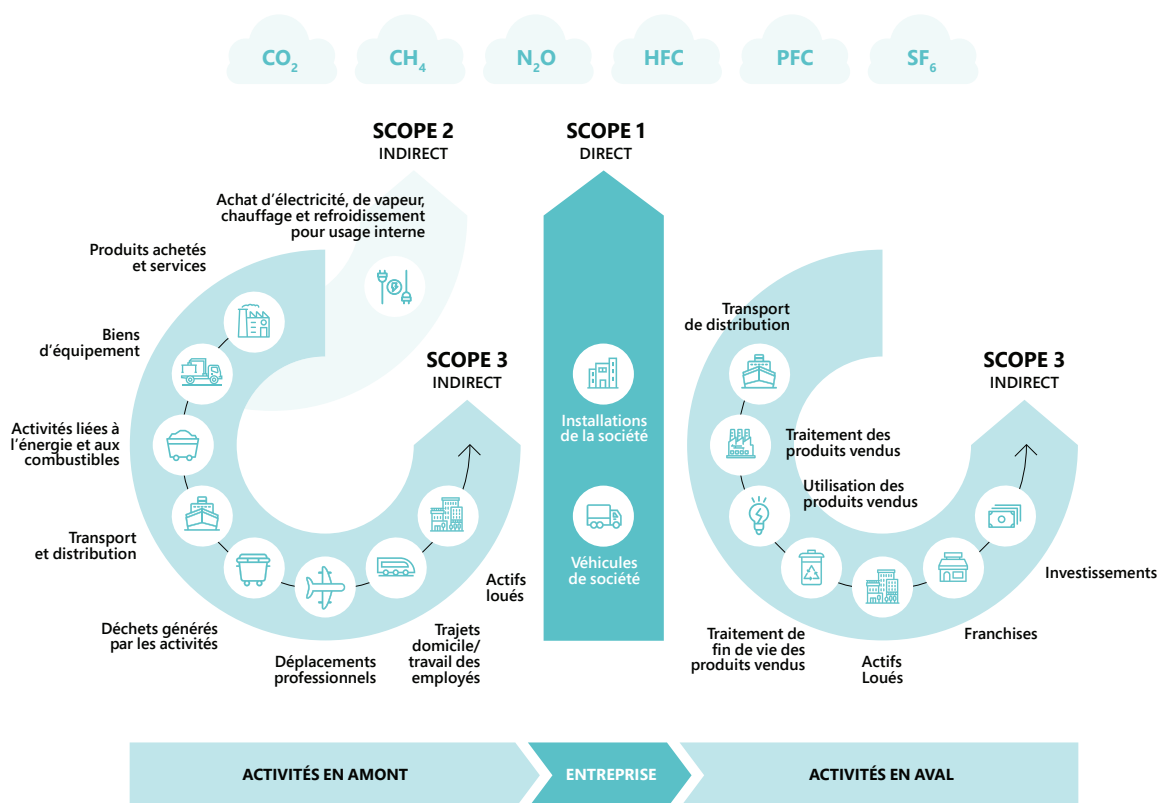 CO₂
CH₄
N₂O
HFC
PFC
SF₆
SCOPE 2
INDIRECT
SCOPE 1
DIRECT
Achat d'électricité, de vapeur,
chauffage et refroidissement
pour usage interne
Produits achetés
et services
Biens
d'équipement
Activités liées à
l'énergie et aux
combustibles
Transport
et distribution
Déchets générés
par les activités
Déplacements
professionnels
Trajets
domicile/
travail des
employés
Actifs
loués
SCOPE 3
INDIRECT
Installations
de la société
Véhicules
de société
Transport
de distribution
Traitement des
produits vendus
Utilisation des
produits vendus
Traitement de
fin de vie des
produits vendus
Actifs
Loués
Franchises
Investissements
SCOPE 3
INDIRECT
ACTIVITÉS EN AMONT
ENTREPRISE
ACTIVITÉS EN AVAL